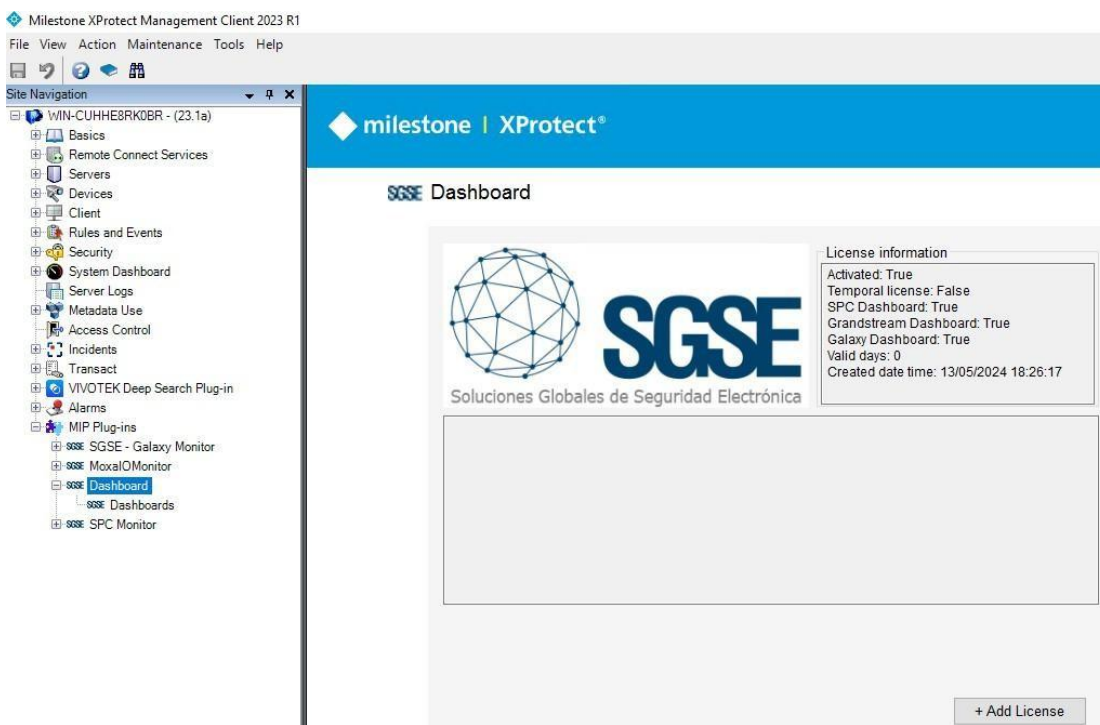 Milestone XProtect Management Client 2023 R1
File View Action Maintenance Tools Help
Site Navigation
WIN-CUHHE8RK0BR - (23.1a)
Basics
Remote Connect Services
Servers
Devices
Client
Rules and Events
Security
System Dashboard
Server Logs
Metadata Use
Access Control
Incidents
Transact
VIVOTEK Deep Search Plug-in
Alarms
MIP Plug-ins
SGSE SGSE - Galaxy Monitor
SGSE MoxaIOMonitor
SGSE Dashboard
SGSE Dashboards
SGSE SPC Monitor
milestone | XProtect®
SGSE Dashboard
SGSE
Soluciones Globales de Seguridad Electrónica
License information
Activated: True
Temporal license: False
SPC Dashboard: True
Grandstream Dashboard: True
Galaxy Dashboard: True
Valid days: 0
Created date time: 13/05/2024 18:26:17
+ Add License